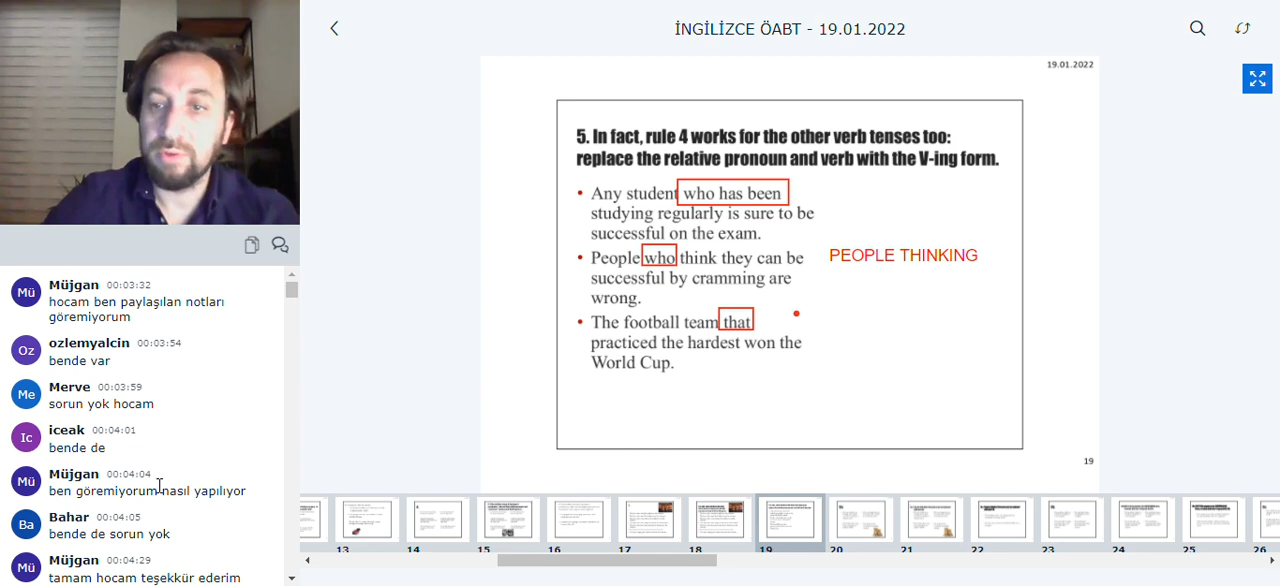 İNGİLİZCE ÖABT - 19.01.2022
19.01.2022
5. In fact, rule 4 works for the other verb tenses too:
replace the relative pronoun and verb with the V-ing form.
• Any student who has been
studying regularly is sure to be
successful on the exam.
• People who think they can be
successful by cramming are
wrong.
• The football team that
practiced the hardest won the
World Cup.
PEOPLE THINKING
19
Mü Müjgan 00:03:32
hocam ben paylaşılan notları
göremiyorum
Oz ozlemyalcin 00:03:54
bende var
Me Merve 00:03:59
sorun yok hocam
Ic iceak 00:04:01
bende de
Mü Müjgan 00:04:04
ben göremiyorum nasıl yapılıyor
Ba Bahar 00:04:05
bende de sorun yok
Mü Müjgan 00:04:29
tamam hocam teşekkür ederim
13 14 15 16 17 18 19 20 21 22 23 24 25 26